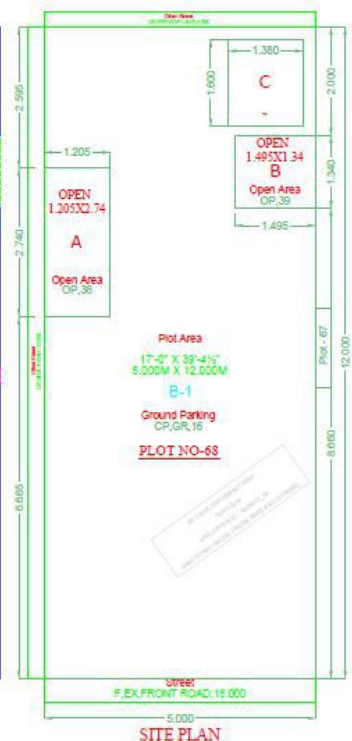 Other Road
2.595
1.380
1.600
C
2.000
1.205
OPEN
1.495X1.34
B
Open Area
OP,39
1.340
1.495
OPEN
1.205X2.74
A
Open Area
OP,38
2.740
Plot Area
17'-0" X 39'-4½"
5.000M X 12.000M
B-1
Ground Parking
CP,GR,16
PLOT NO-68
Plot - 67
12.000
6.665
8.660
Street
F,EX,FRONT ROAD,18.000
5.000
SITE PLAN